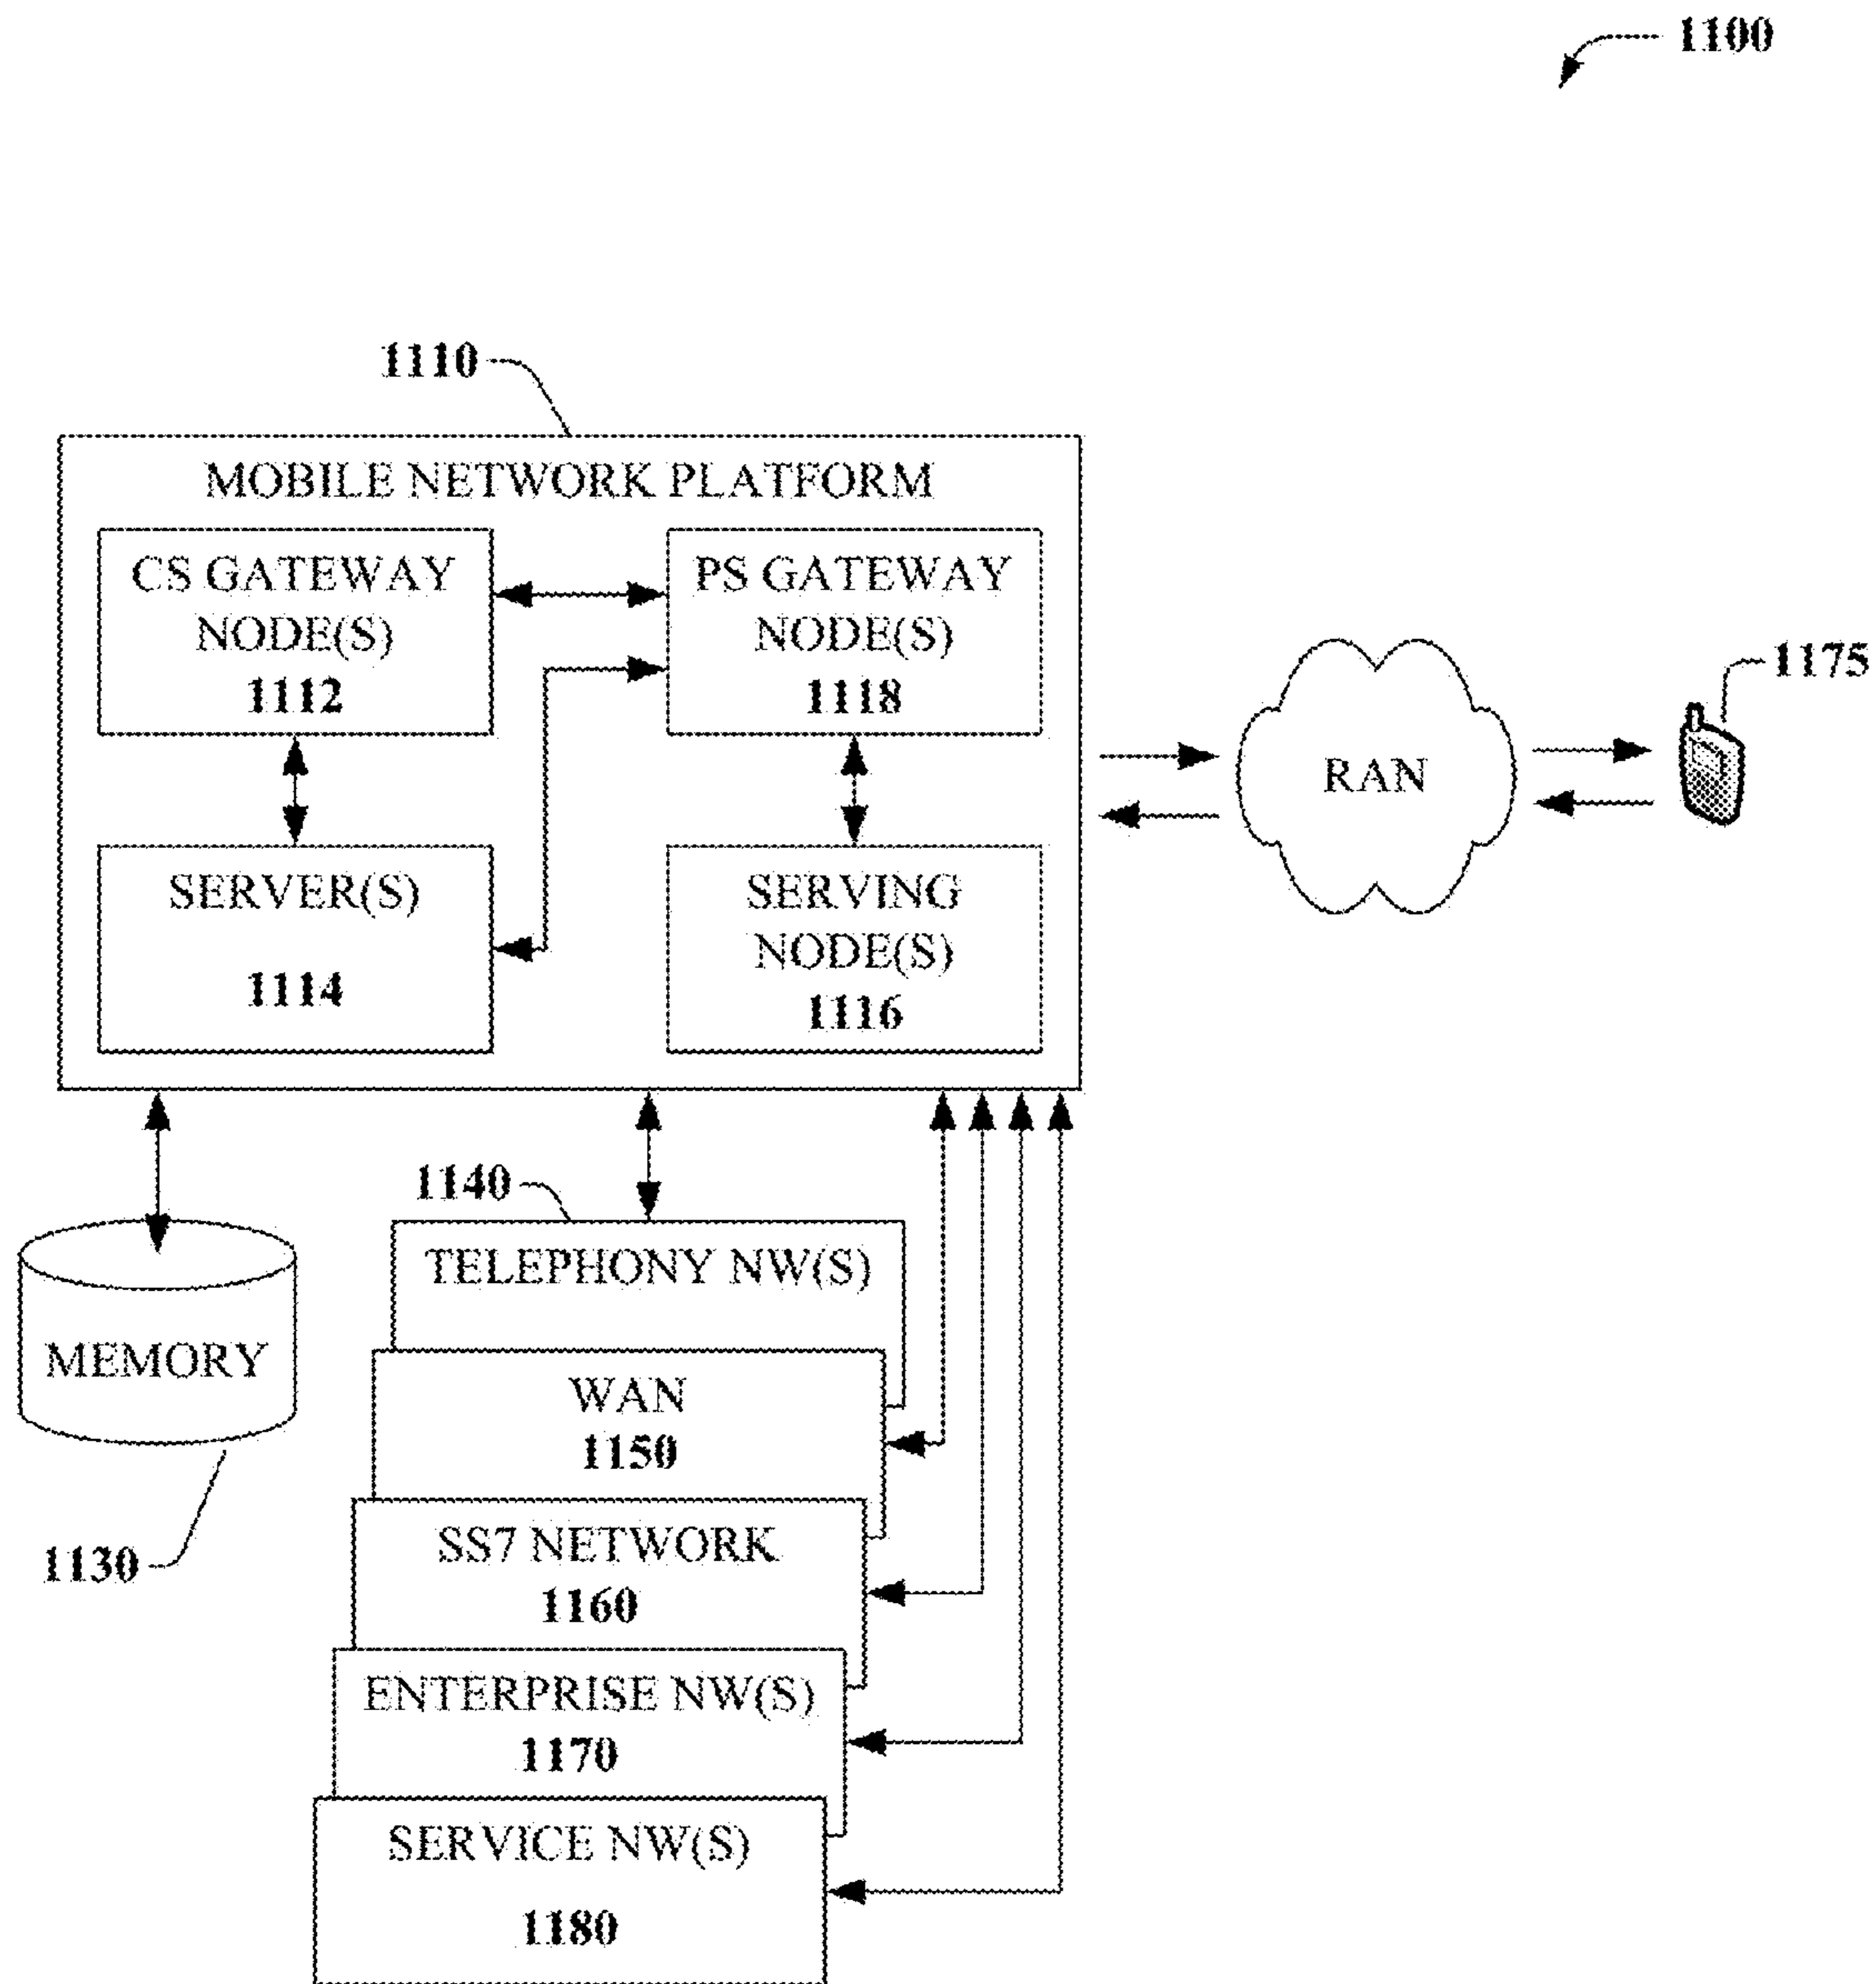 1100
1110
MOBILE NETWORK PLATFORM
CS GATEWAY
NODE(S)
1112
PS GATEWAY
NODE(S)
1118
SERVER(S)
1114
SERVING
NODE(S)
1116
RAN
1175
1140
TELEPHONY NW(S)
MEMORY
1130
WAN
1150
SS7 NETWORK
1160
ENTERPRISE NW(S)
1170
SERVICE NW(S)
1180